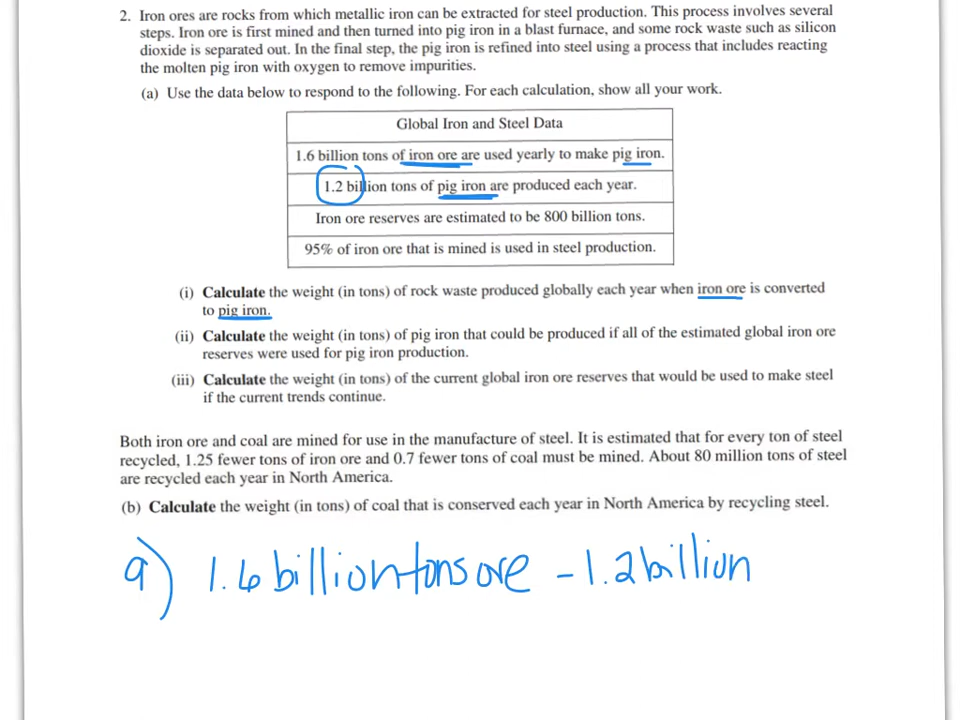 2. Iron ores are rocks from which metallic iron can be extracted for steel production. This process involves several
steps. Iron ore is first mined and then turned into pig iron in a blast furnace, and some rock waste such as silicon
dioxide is separated out. In the final step, the pig iron is refined into steel using a process that includes reacting
the molten pig iron with oxygen to remove impurities.
(a) Use the data below to respond to the following. For each calculation, show all your work.
Global Iron and Steel Data
1.6 billion tons of iron ore are used yearly to make pig iron.
1.2 billion tons of pig iron are produced each year.
Iron ore reserves are estimated to be 800 billion tons.
95% of iron ore that is mined is used in steel production.
(i) Calculate the weight (in tons) of rock waste produced globally each year when iron ore is converted
to pig iron.
(ii) Calculate the weight (in tons) of pig iron that could be produced if all of the estimated global iron ore
reserves were used for pig iron production.
(iii) Calculate the weight (in tons) of the current global iron ore reserves that would be used to make steel
if the current trends continue.
Both iron ore and coal are mined for use in the manufacture of steel. It is estimated that for every ton of steel
recycled, 1.25 fewer tons of iron ore and 0.7 fewer tons of coal must be mined. About 80 million tons of steel
are recycled each year in North America.
(b) Calculate the weight (in tons) of coal that is conserved each year in North America by recycling steel.
a) 1.6 billion tons ore - 1.2 billion